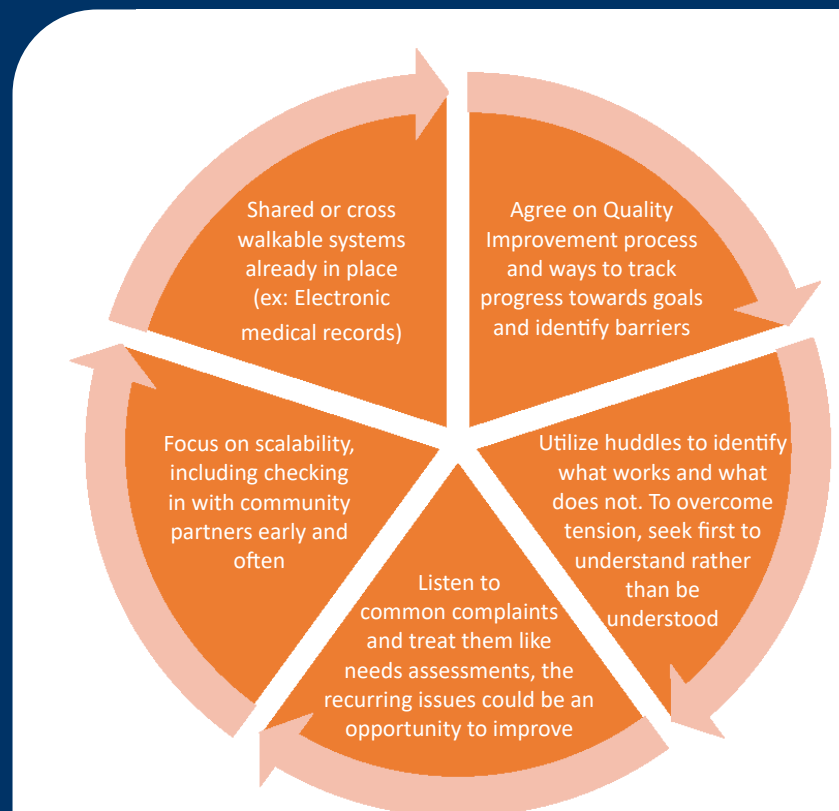 Shared or cross
walkable systems
already in place
(ex: Electronic
medical records)
Agree on Quality
Improvement process
and ways to track
progress towards goals
and identify barriers
Utilize huddles to identify
what works and what
does not. To overcome
tension, seek first to
understand rather
than be
understood
Listen to
common complaints
and treat them like
needs assessments, the
recurring issues could be an
opportunity to improve
Focus on scalability,
including checking
in with community
partners early and
often